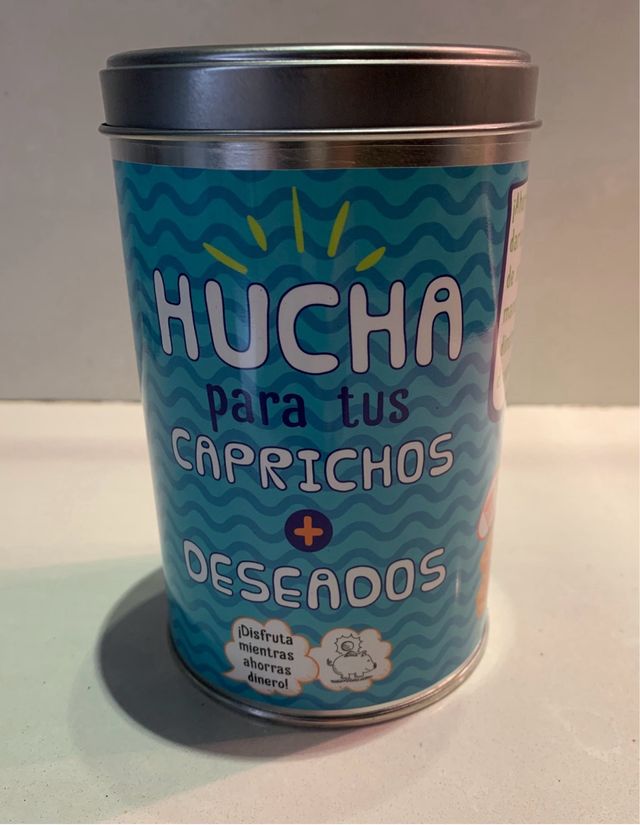 HUCHA
para tus
CAPRICHOS
+
DESEADOS
¡Disfruta
mientras
ahorras
dinero!